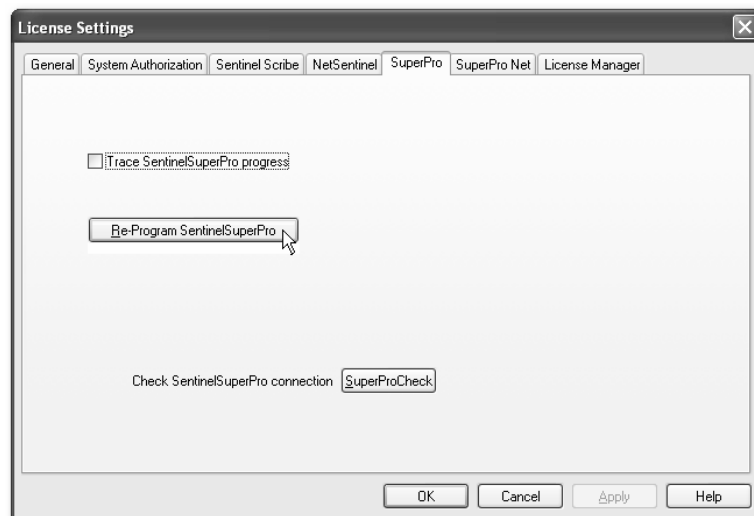 License Settings
General System Authorization Sentinel Scribe NetSentinel SuperPro SuperPro Net License Manager
Trace SentinelSuperPro progress
Re-Program SentinelSuperPro
Check SentinelSuperPro connection SuperProCheck
OK Cancel Apply Help